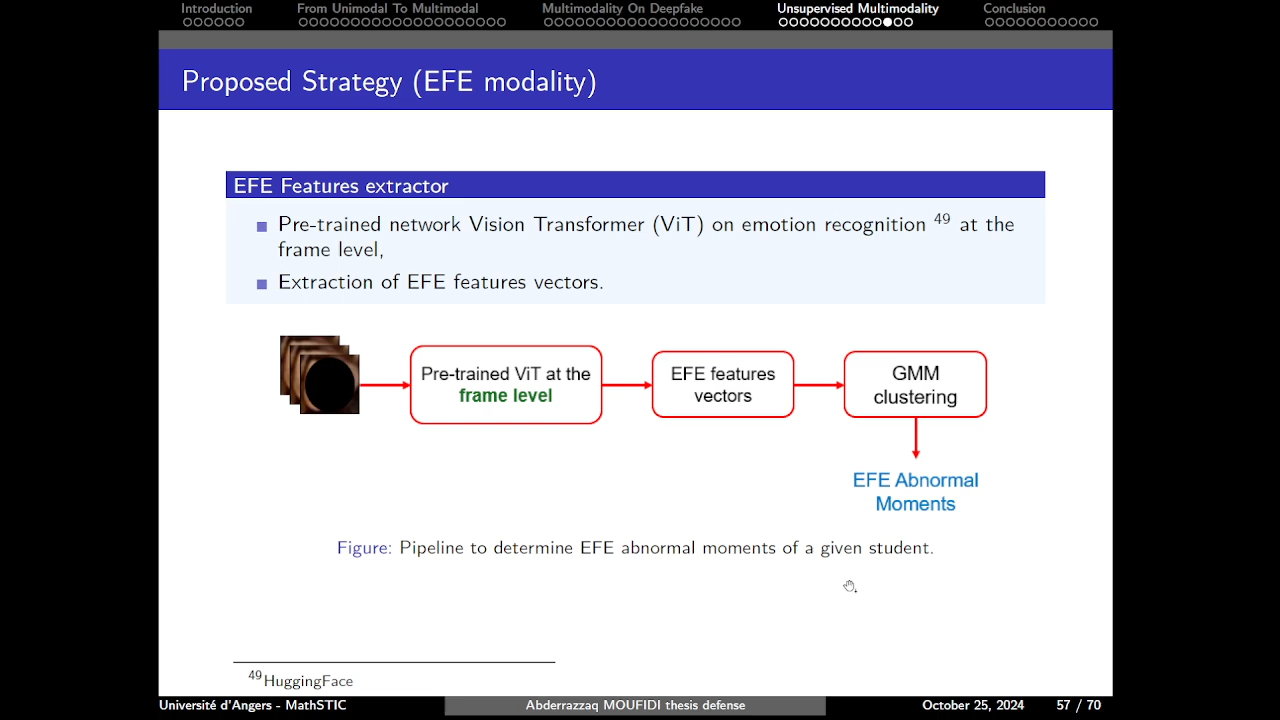 Introduction
From Unimodal To Multimodal
Multimodality On Deepfake
Unsupervised Multimodality
Conclusion
Proposed Strategy (EFE modality)
EFE Features extractor
Pre-trained network Vision Transformer (ViT) on emotion recognition 49 at the
frame level,
Extraction of EFE features vectors.
Pre-trained ViT at the
frame level
EFE features
vectors
GMM
clustering
EFE Abnormal
Moments
Figure: Pipeline to determine EFE abnormal moments of a given student.
49HuggingFace
Université d'Angers - MathSTIC
Abderrazzaq MOUFIDI thesis defense
October 25, 2024
57 / 70